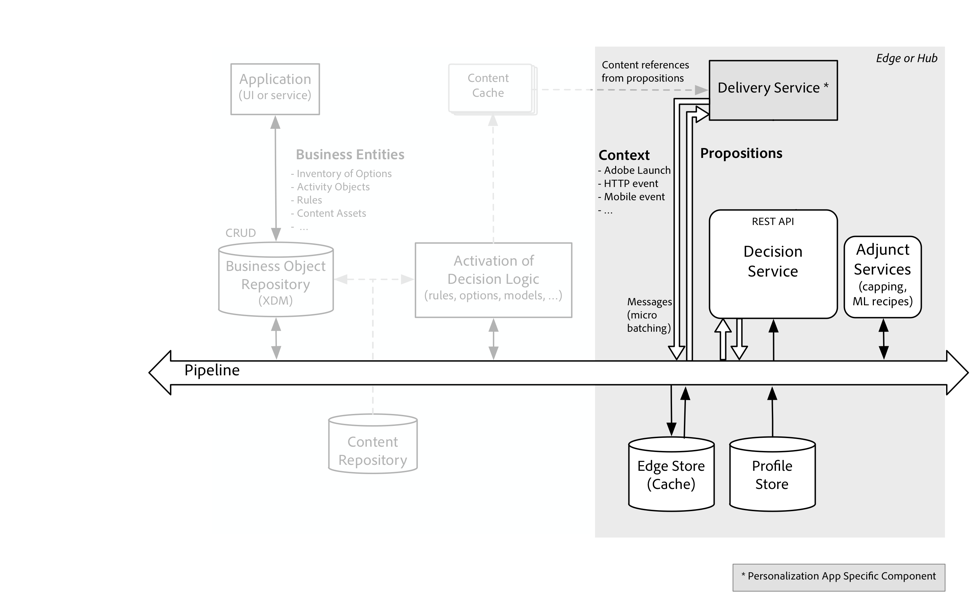 Edge or Hub
Application
(UI or service)
Content
Cache
Content references
from propositions
Delivery Service *
Business Entities
- Inventory of Options
- Activity Objects
- Rules
- Content Assets
- ...
Context
- Adobe Launch
- HTTP event
- Mobile event
- ...
Propositions
CRUD
Business Object
Repository
(XDM)
Activation of
Decision Logic
(rules, options, models, ...)
REST API
Decision
Service
Adjunct
Services
(capping,
ML recipes)
Messages
(micro
batching)
Pipeline
Content
Repository
Edge Store
(Cache)
Profile
Store
* Personalization App Specific Component